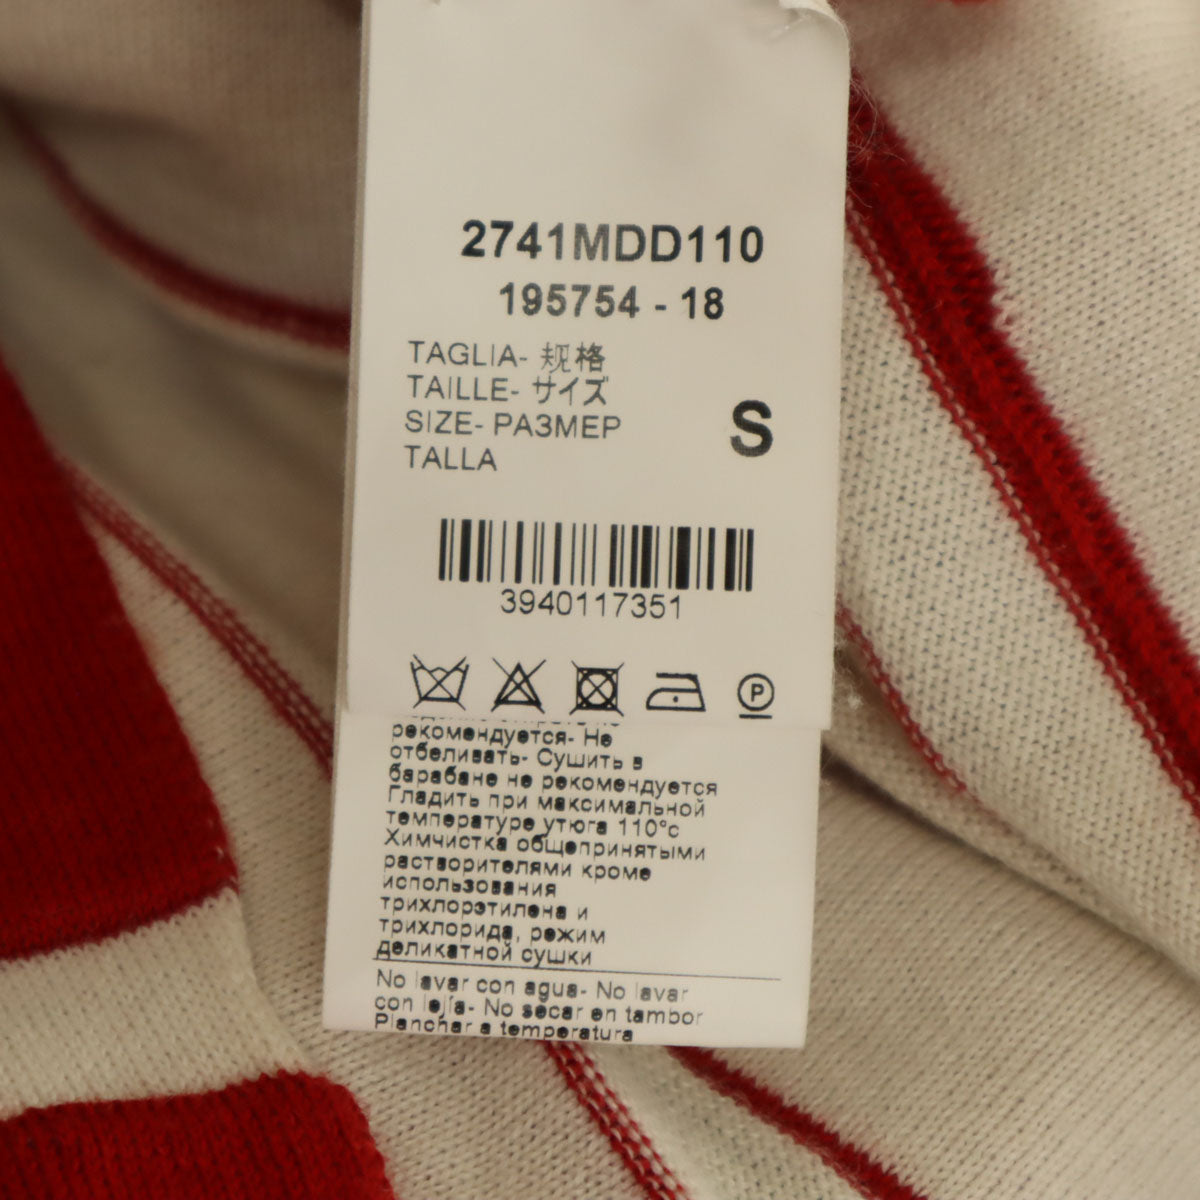 2741MDD110
195754 - 18
TAGLIA- 规格
TAILLE- サイズ
SIZE- РАЗМЕР
TALLA
S
3940117351
P
рекомендуется- Не
отбеливать- Сушить в
барабане не рекомендуется
Гладить при максимальной
температуре утюга 110°с
Химчистка общепринятыми
растворителями кроме
использования
трихлорэтилена и
трихлорида, режим
деликатной сушки
No lavar con agua- No lavar
con lejía- No secar en tambor
Planchar a temperatura